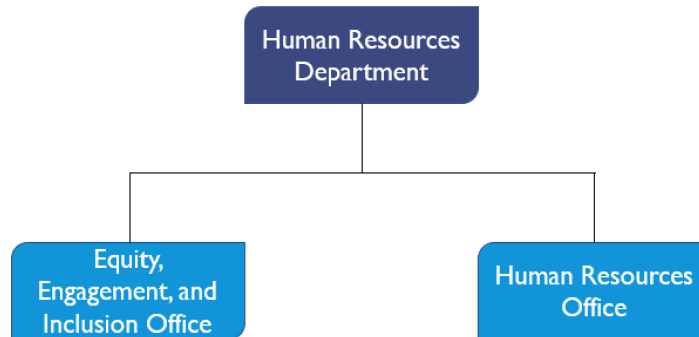 Human Resources
Department
Equity,
Engagement, and
Inclusion Office
Human Resources
Office